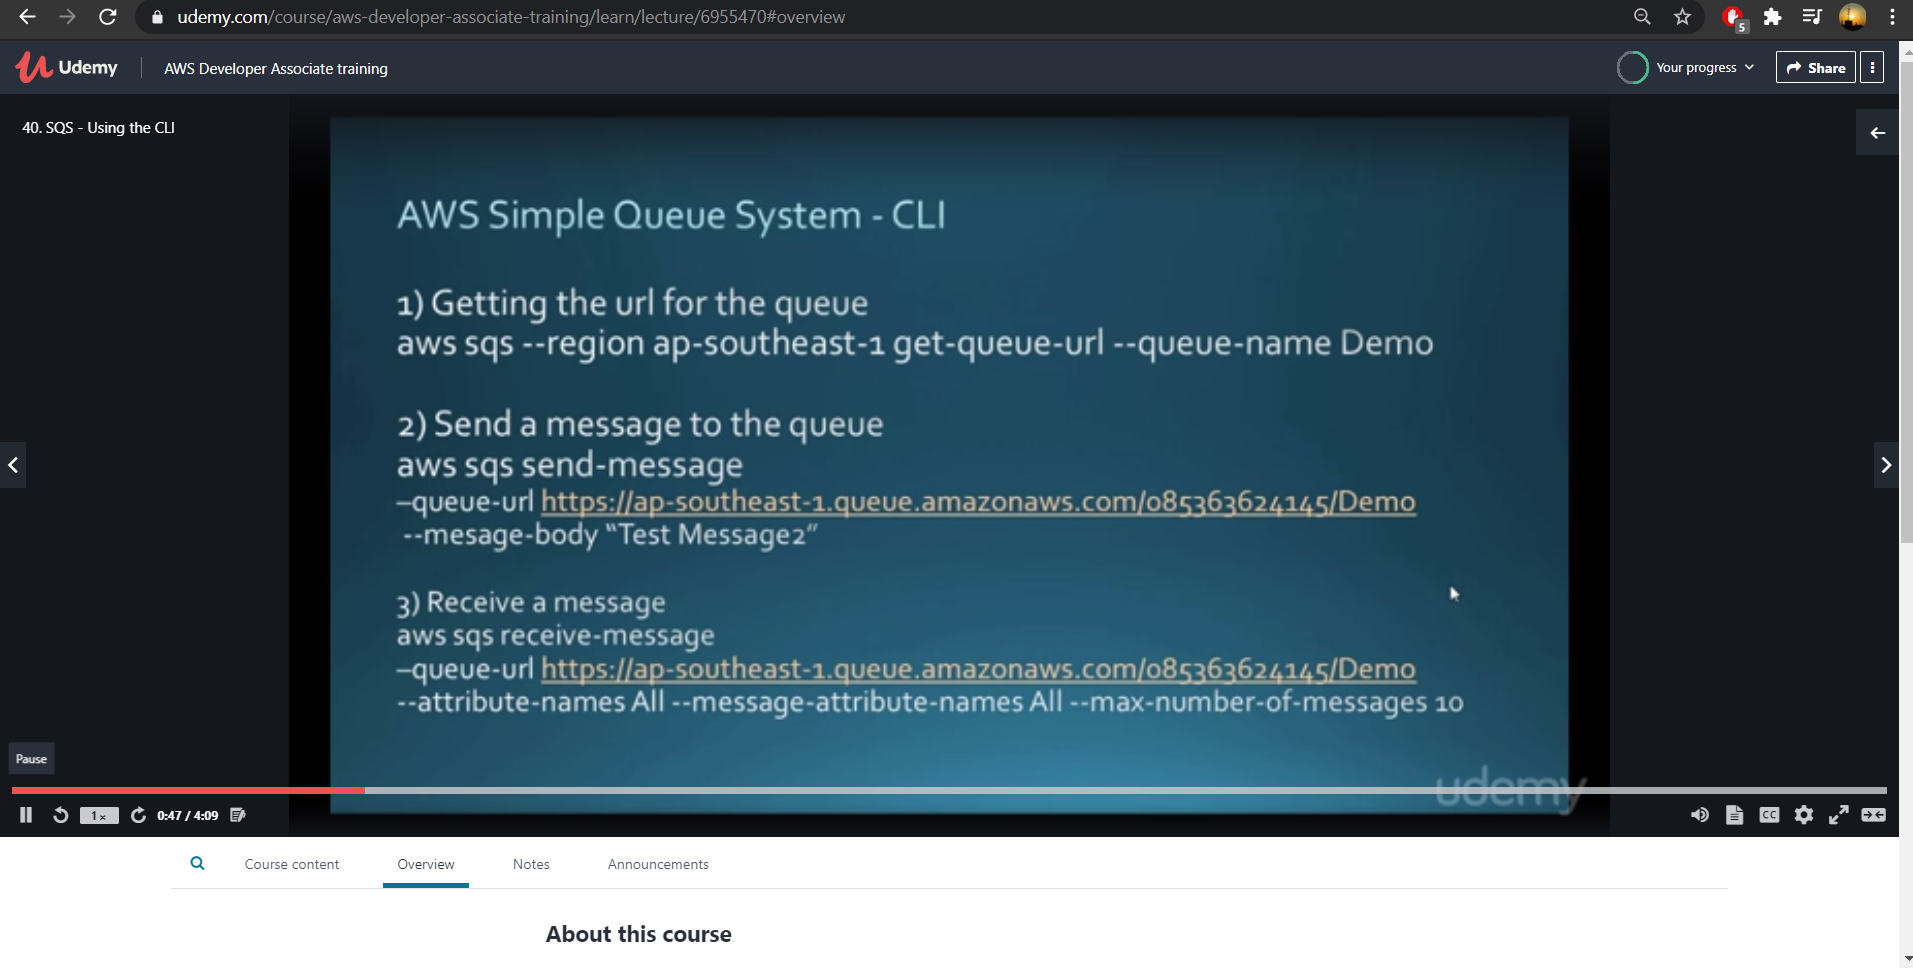 udemy.com/course/aws-developer-associate-training/learn/lecture/6955470#overview
5
Udemy
AWS Developer Associate training
Your progress
Share
40. SQS - Using the CLI
AWS Simple Queue System - CLI
1) Getting the url for the queue
aws sqs --region ap-southeast-1 get-queue-url --queue-name Demo
2) Send a message to the queue
aws sqs send-message
–queue-url https://ap-southeast-1.queue.amazonaws.com/085363624145/Demo
--mesage-body “Test Message2”
3) Receive a message
aws sqs receive-message
–queue-url https://ap-southeast-1.queue.amazonaws.com/085363624145/Demo
--attribute-names All --message-attribute-names All --max-number-of-messages 10
udemy
Pause
1x
0:47 / 4:09
CC
Course content
Overview
Notes
Announcements
About this course